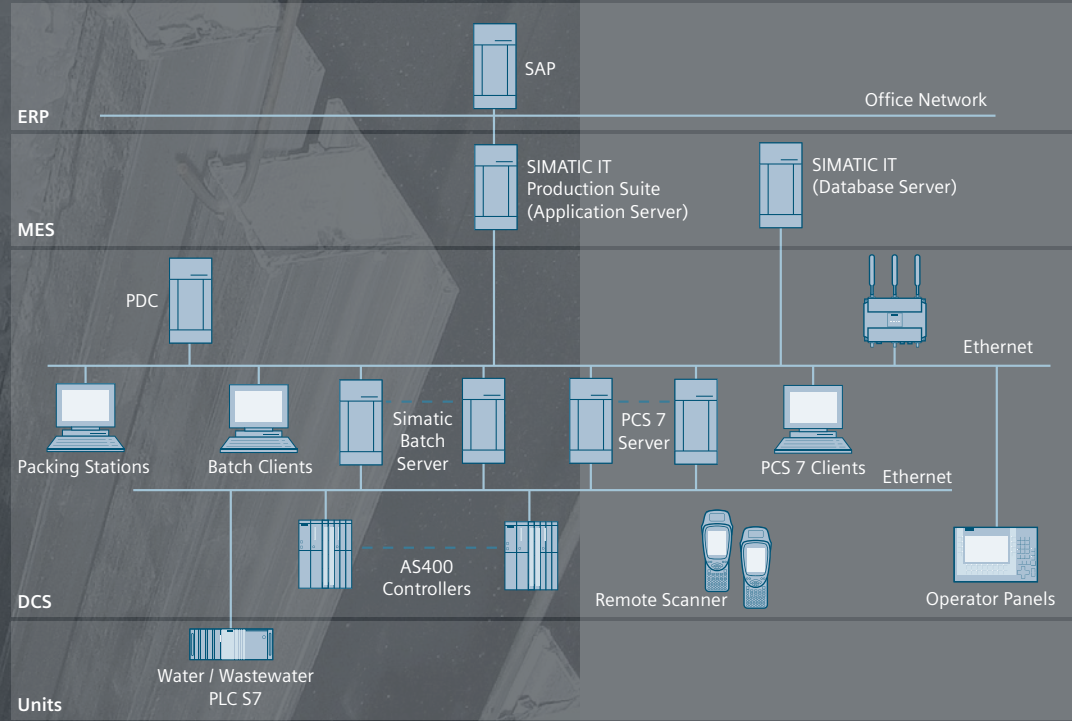 SAP
Office Network
ERP
SIMATIC IT
Production Suite
(Application Server)
SIMATIC IT
(Database Server)
MES
PDC
Ethernet
Packing Stations
Batch Clients
Simatic
Batch
Server
PCS 7
Server
PCS 7 Clients
Ethernet
AS400
Controllers
Remote Scanner
Operator Panels
DCS
Water / Wastewater
PLC S7
Units